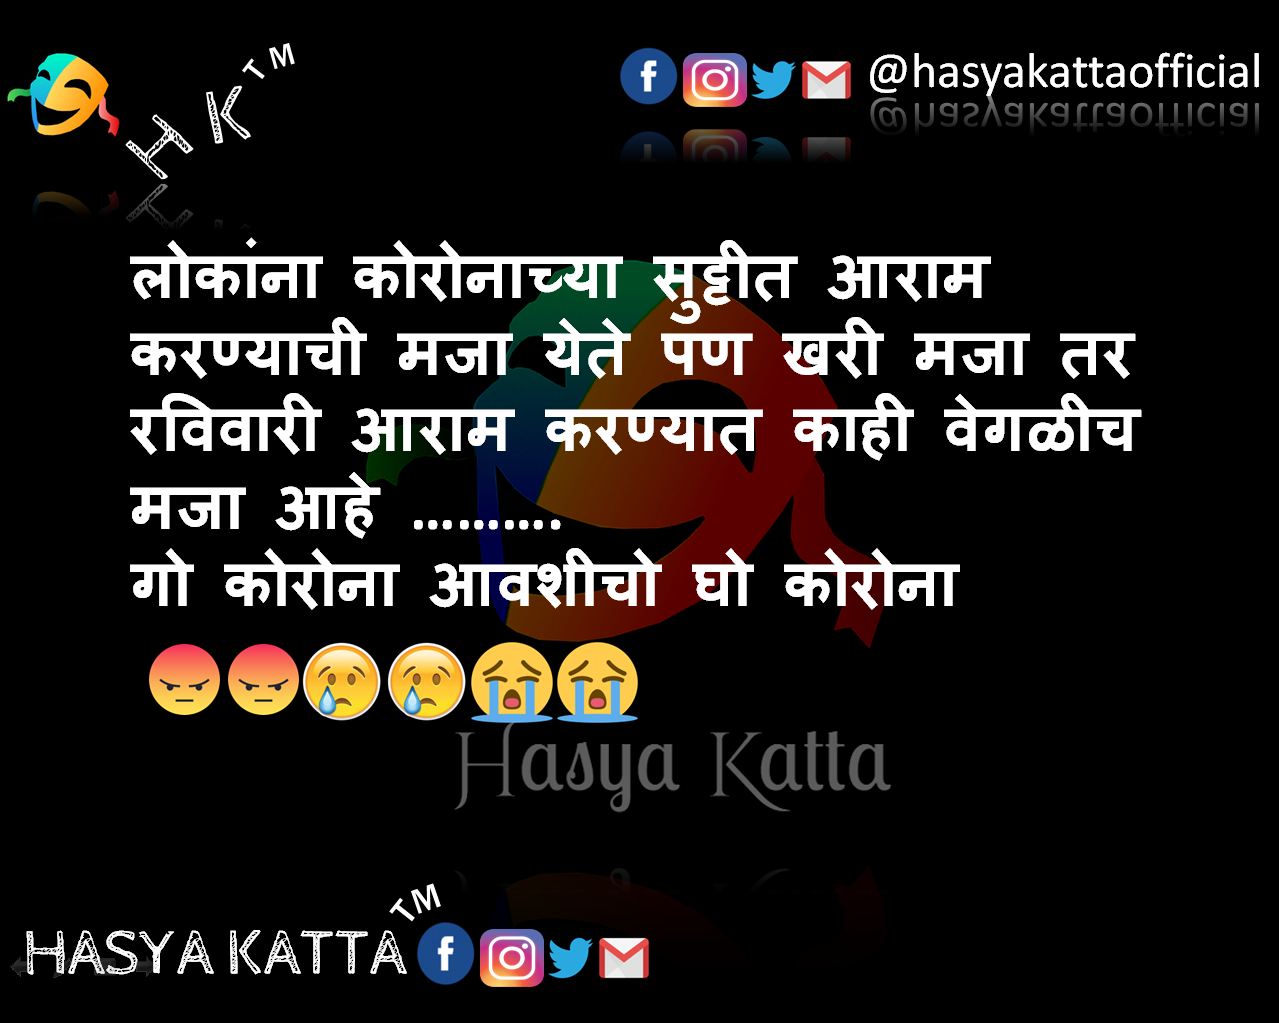 HK™
@hasyakattaofficial
लोकांना कोरोनाच्या सुट्टीत आराम
करण्याची मजा येते पण खरी मजा तर
रविवारी आराम करण्यात काही वेगळीच
मजा आहे ..........
गो कोरोना आवशीचो घो कोरोना
Hasya Katta
HASYA KATTA™